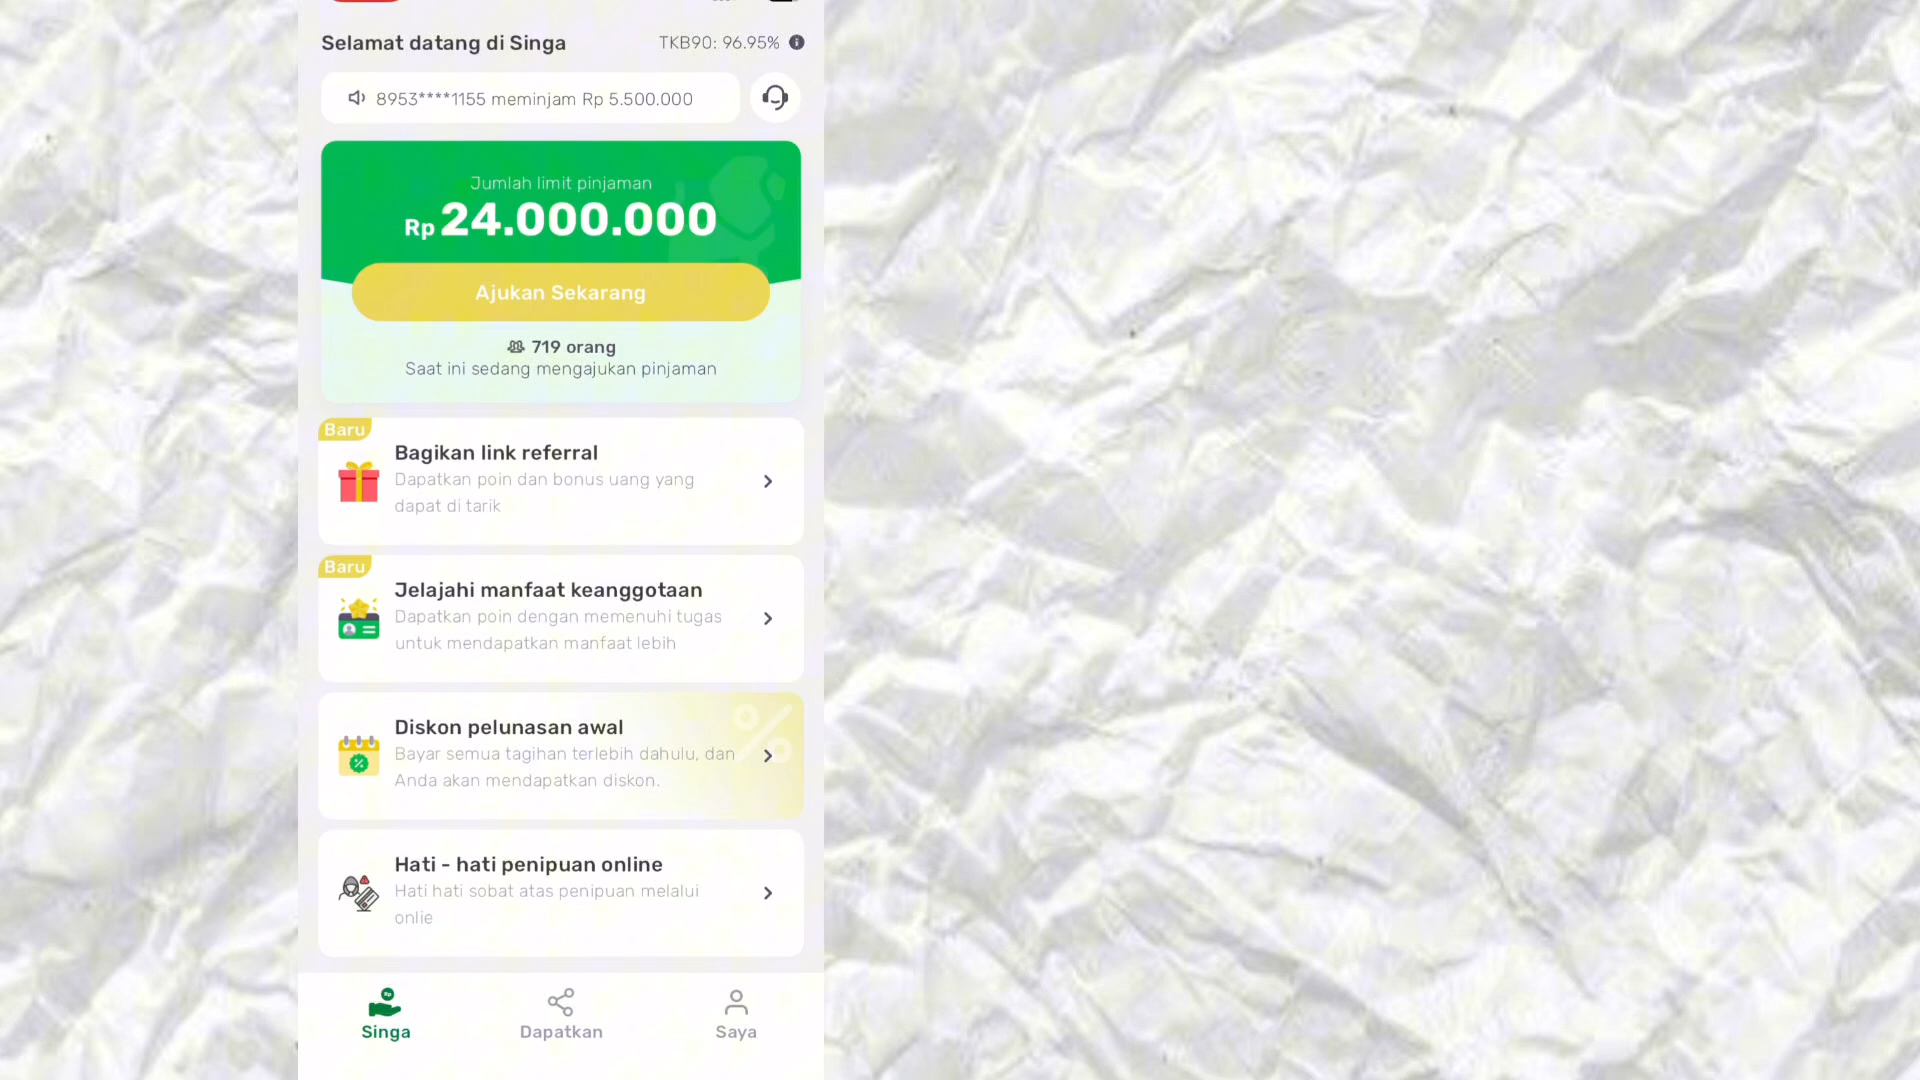 Selamat datang di Singa
TKB90: 96.95%
8953****1155 meminjam Rp 5.500.000
Jumlah limit pinjaman
Rp 24.000.000
Ajukan Sekarang
719 orang
Saat ini sedang mengajukan pinjaman
Baru
Bagikan link referral
Dapatkan poin dan bonus uang yang
dapat di tarik
Baru
Jelajahi manfaat keanggotaan
Dapatkan poin dengan memenuhi tugas
untuk mendapatkan manfaat lebih
Diskon pelunasan awal
Bayar semua tagihan terlebih dahulu, dan
Anda akan mendapatkan diskon.
Hati - hati penipuan online
Hati hati sobat atas penipuan melalui
onlie
Singa
Dapatkan
Saya